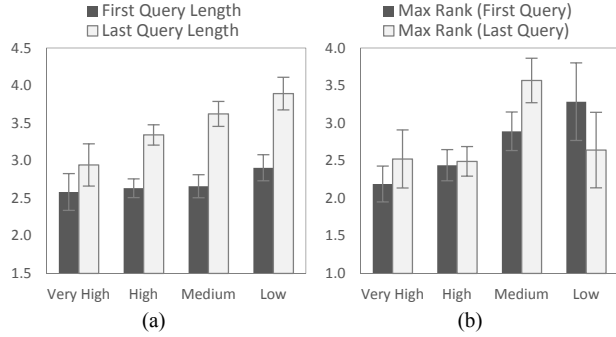 First Query Length
Last Query Length
4.5
4.0
3.5
3.0
2.5
2.0
1.5
Very High High Medium Low
(a)
Max Rank (First Query)
Max Rank (Last Query)
4.0
3.5
3.0
2.5
2.0
1.5
1.0
Very High High Medium Low
(b)